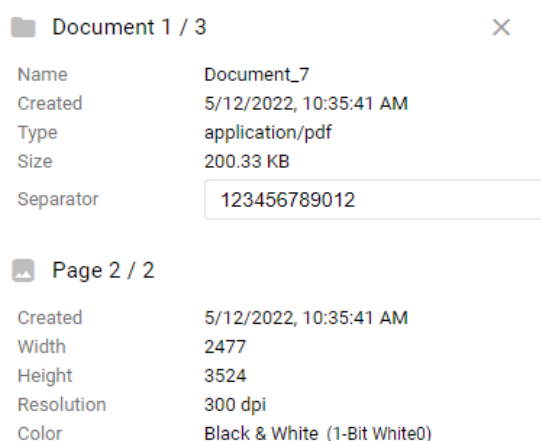 Document 1 / 3
Name Document_7
Created 5/12/2022, 10:35:41 AM
Type application/pdf
Size 200.33 KB
Separator 123456789012
Page 2 / 2
Created 5/12/2022, 10:35:41 AM
Width 2477
Height 3524
Resolution 300 dpi
Color Black & White (1-Bit White0)